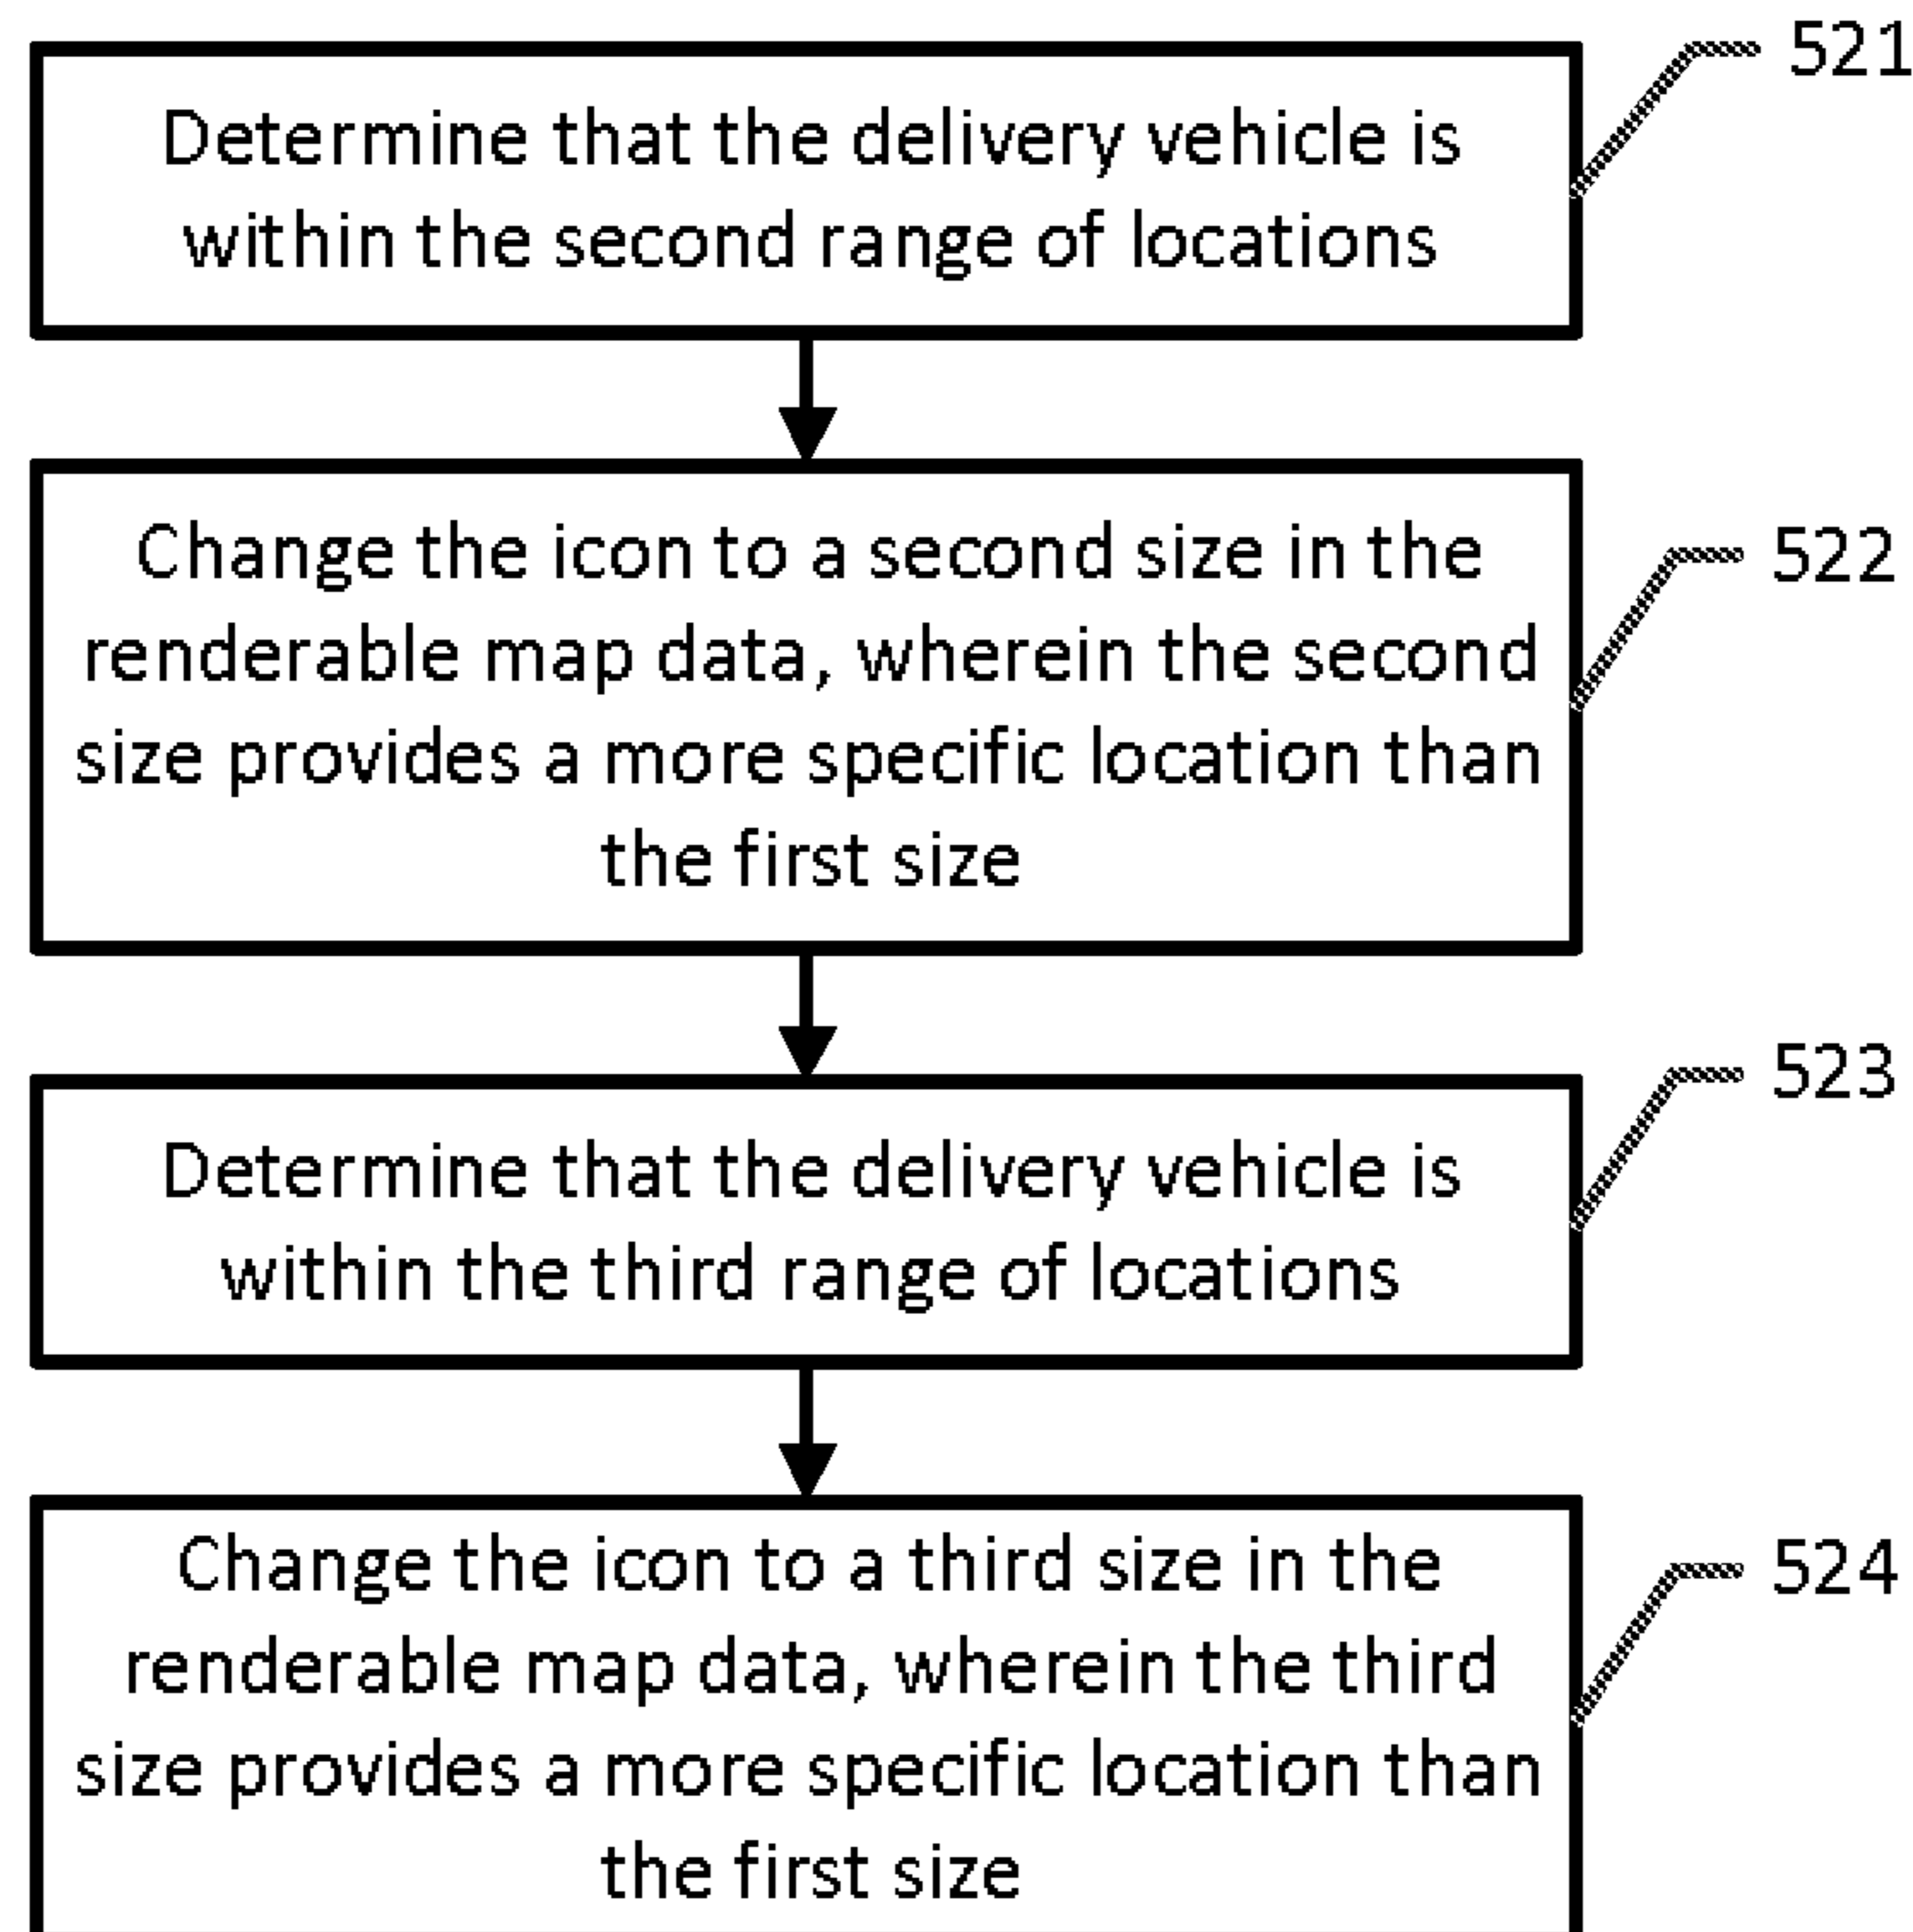 521
Determine that the delivery vehicle is
within the second range of locations
522
Change the icon to a second size in the
renderable map data, wherein the second
size provides a more specific location than
the first size
523
Determine that the delivery vehicle is
within the third range of locations
524
Change the icon to a third size in the
renderable map data, wherein the third
size provides a more specific location than
the first size